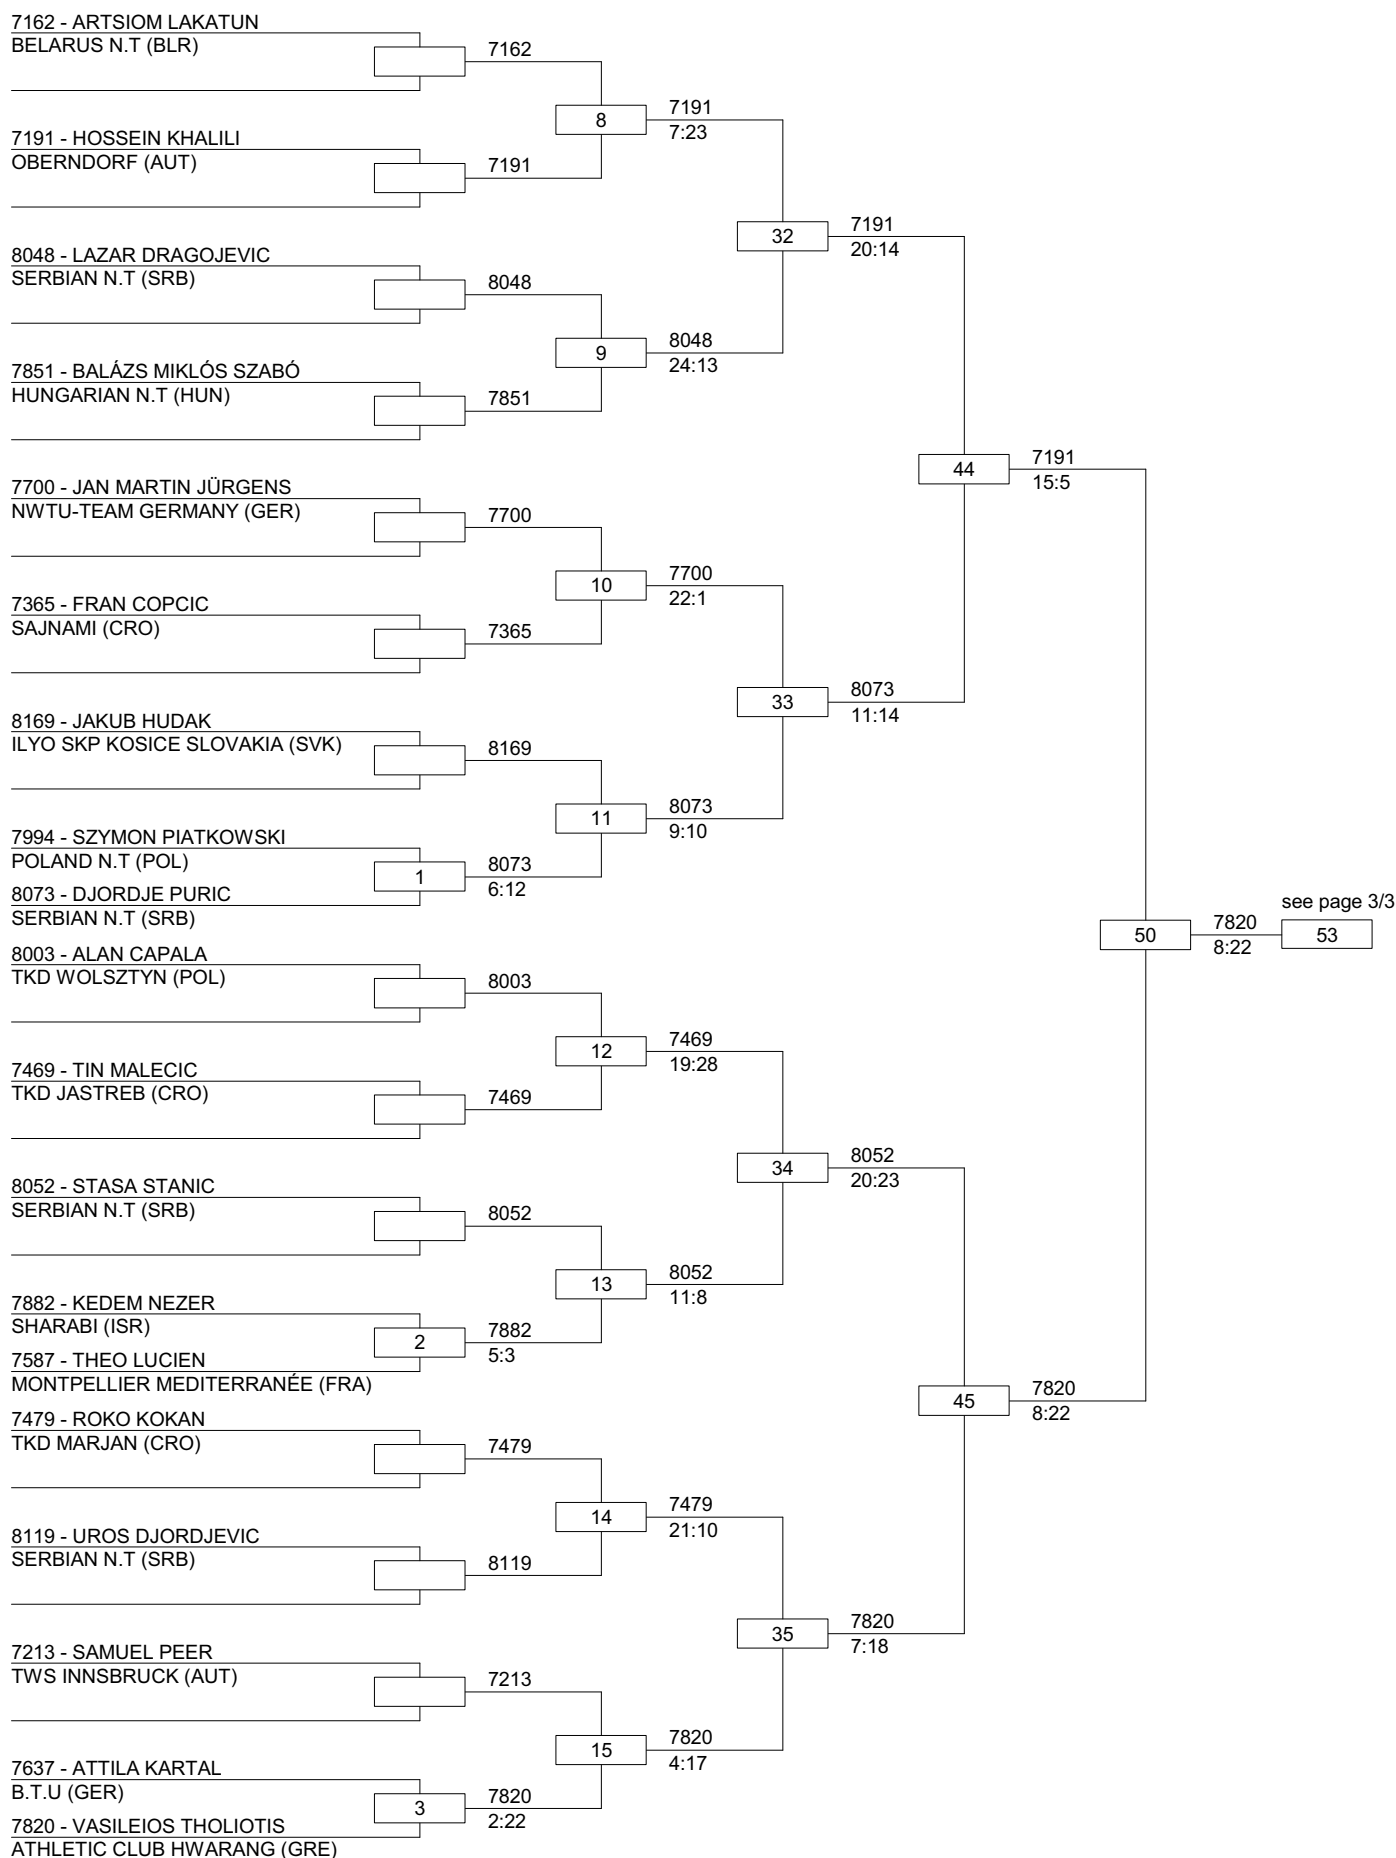 7162 - ARTSIOM LAKATUN
BELARUS N.T (BLR)
7162
8
7191
7:23
7191 - HOSSEIN KHALILI
OBERNDORF (AUT)
7191
32
7191
20:14
8048 - LAZAR DRAGOJEVIC
SERBIAN N.T (SRB)
8048
9
8048
24:13
7851 - BALÁZS MIKLÓS SZABÓ
HUNGARIAN N.T (HUN)
7851
44
7191
15:5
7700 - JAN MARTIN JÜRGENS
NWTU-TEAM GERMANY (GER)
7700
10
7700
22:1
7365 - FRAN COPCIC
SAJNAMI (CRO)
7365
33
8073
11:14
8169 - JAKUB HUDAK
ILYO SKP KOSICE SLOVAKIA (SVK)
8169
11
8073
9:10
7994 - SZYMON PIATKOWSKI
POLAND N.T (POL)
1
8073
6:12
8073 - DJORDJE PURIC
SERBIAN N.T (SRB)
see page 3/3
50
7820
8:22
53
8003 - ALAN CAPALA
TKD WOLSZTYN (POL)
8003
12
7469
19:28
7469 - TIN MALECIC
TKD JASTREB (CRO)
7469
34
8052
20:23
8052 - STASA STANIC
SERBIAN N.T (SRB)
8052
13
8052
11:8
7882 - KEDEM NEZER
SHARABI (ISR)
2
7882
5:3
7587 - THEO LUCIEN
MONTPELLIER MEDITERRANÉE (FRA)
45
7820
8:22
7479 - ROKO KOKAN
TKD MARJAN (CRO)
7479
14
7479
21:10
8119 - UROS DJORDJEVIC
SERBIAN N.T (SRB)
8119
35
7820
7:18
7213 - SAMUEL PEER
TWS INNSBRUCK (AUT)
7213
15
7820
4:17
7637 - ATTILA KARTAL
B.T.U (GER)
3
7820
2:22
7820 - VASILEIOS THOLIOTIS
ATHLETIC CLUB HWARANG (GRE)